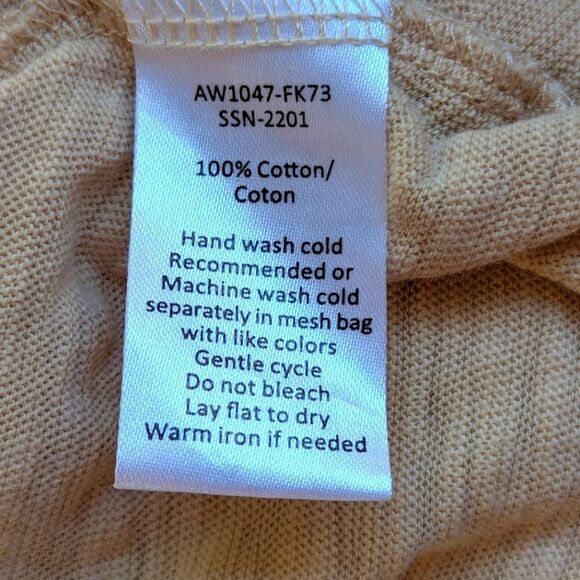 AW1047-FK73
SSN-2201
100% Cotton/
Coton
Hand wash cold
Recommended or
Machine wash cold
separately in mesh bag
with like colors
Gentle cycle
Do not bleach
Lay flat to dry
Warm iron if needed